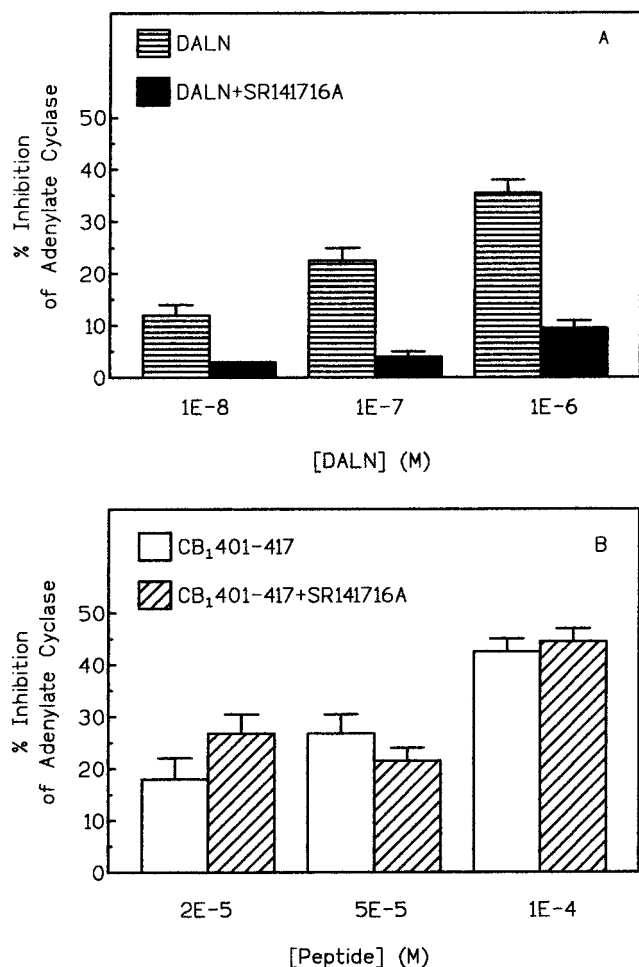 A
DALN
DALN+SR141716A
% Inhibition
of Adenylate Cyclase
50
40
30
20
10
0
1E-8 1E-7 1E-6
[DALN] (M)
B
CB₁401-417
CB₁401-417+SR141716A
% Inhibition
of Adenylate Cyclase
50
40
30
20
10
0
2E-5 5E-5 1E-4
[Peptide] (M)